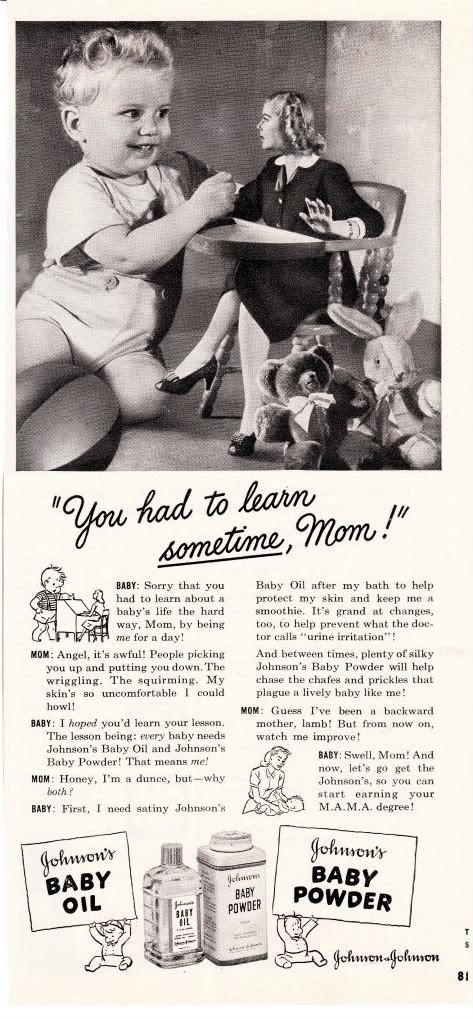 "You had to learn
sometime, Mom!"
BABY: Sorry that you
had to learn about a
baby's life the hard
way, Mom, by being
me for a day!
MOM: Angel, it's awful! People picking
you up and putting you down. The
wriggling. The squirming. My
skin's so uncomfortable I could
howl!
BABY: I hoped you'd learn your lesson.
The lesson being: every baby needs
Johnson's Baby Oil and Johnson's
Baby Powder! That means me!
MOM: Honey, I'm a dunce, but—why
both?
BABY: First, I need satiny Johnson's
Baby Oil after my bath to help
protect my skin and keep me a
smoothie. It's grand at changes,
too, to help prevent what the doc-
tor calls "urine irritation"!
And between times, plenty of silky
Johnson's Baby Powder will help
chase the chafes and prickles that
plague a lively baby like me!
MOM: Guess I've been a backward
mother, lamb! But from now on,
watch me improve!
BABY: Swell, Mom! And
now, let's go get the
Johnson's, so you can
start earning your
M.A.M.A. degree!
Johnson's
BABY
OIL
Johnson's
BABY
OIL
Johnson's
BABY
POWDER
Johnson's
BABY
POWDER
Johnson & Johnson
T
S
81